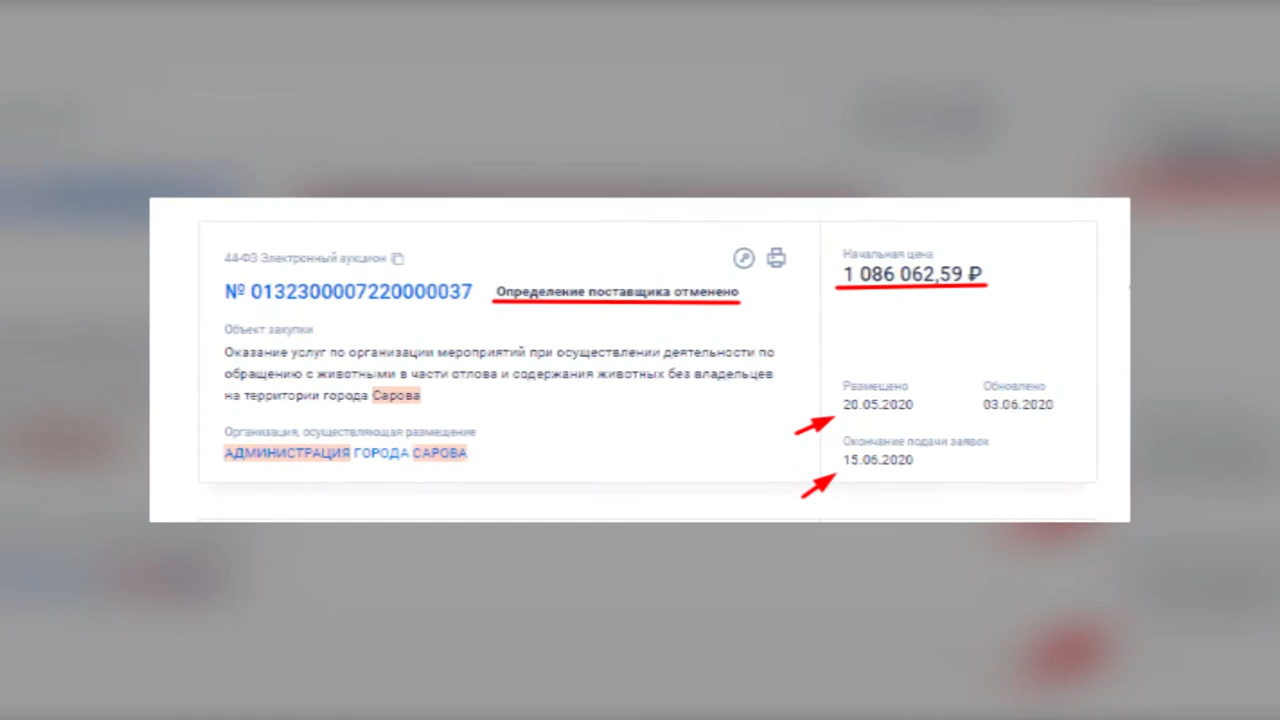 44-ФЗ Электронный аукцион
№ 0132300007220000037
Определение поставщика отменено
Объект закупки
Оказание услуг по организации мероприятий при осуществлении деятельности по
обращению с животными в части отлова и содержания животных без владельцев
на территории города Сарова
Организация, осуществляющая размещение
АДМИНИСТРАЦИЯ ГОРОДА САРОВА
Начальная цена
1 086 062,59 ₽
Размещено
20.05.2020
Обновлено
03.06.2020
Окончание подачи заявок
15.06.2020